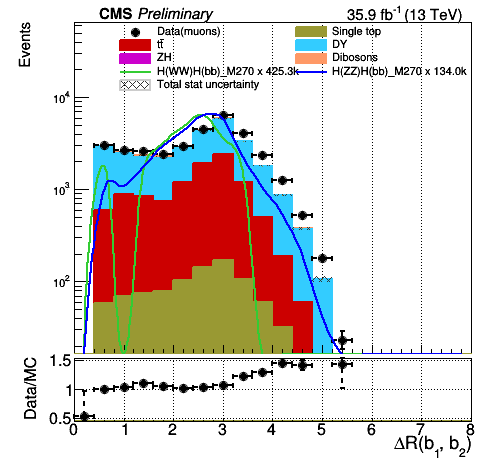 CMS Preliminary 35.9 fb⁻¹ (13 TeV)
Data(muons) Single top
tt̄ DY
ZH Dibosons
H(WW)H(bb)_M270 x 425.3k H(ZZ)H(bb)_M270 x 134.0k
Total stat uncertainty
Events
10⁴
10³
10²
Data/MC
1.5
1
0.5
0 1 2 3 4 5 6 7 8
ΔR(b₁, b₂)